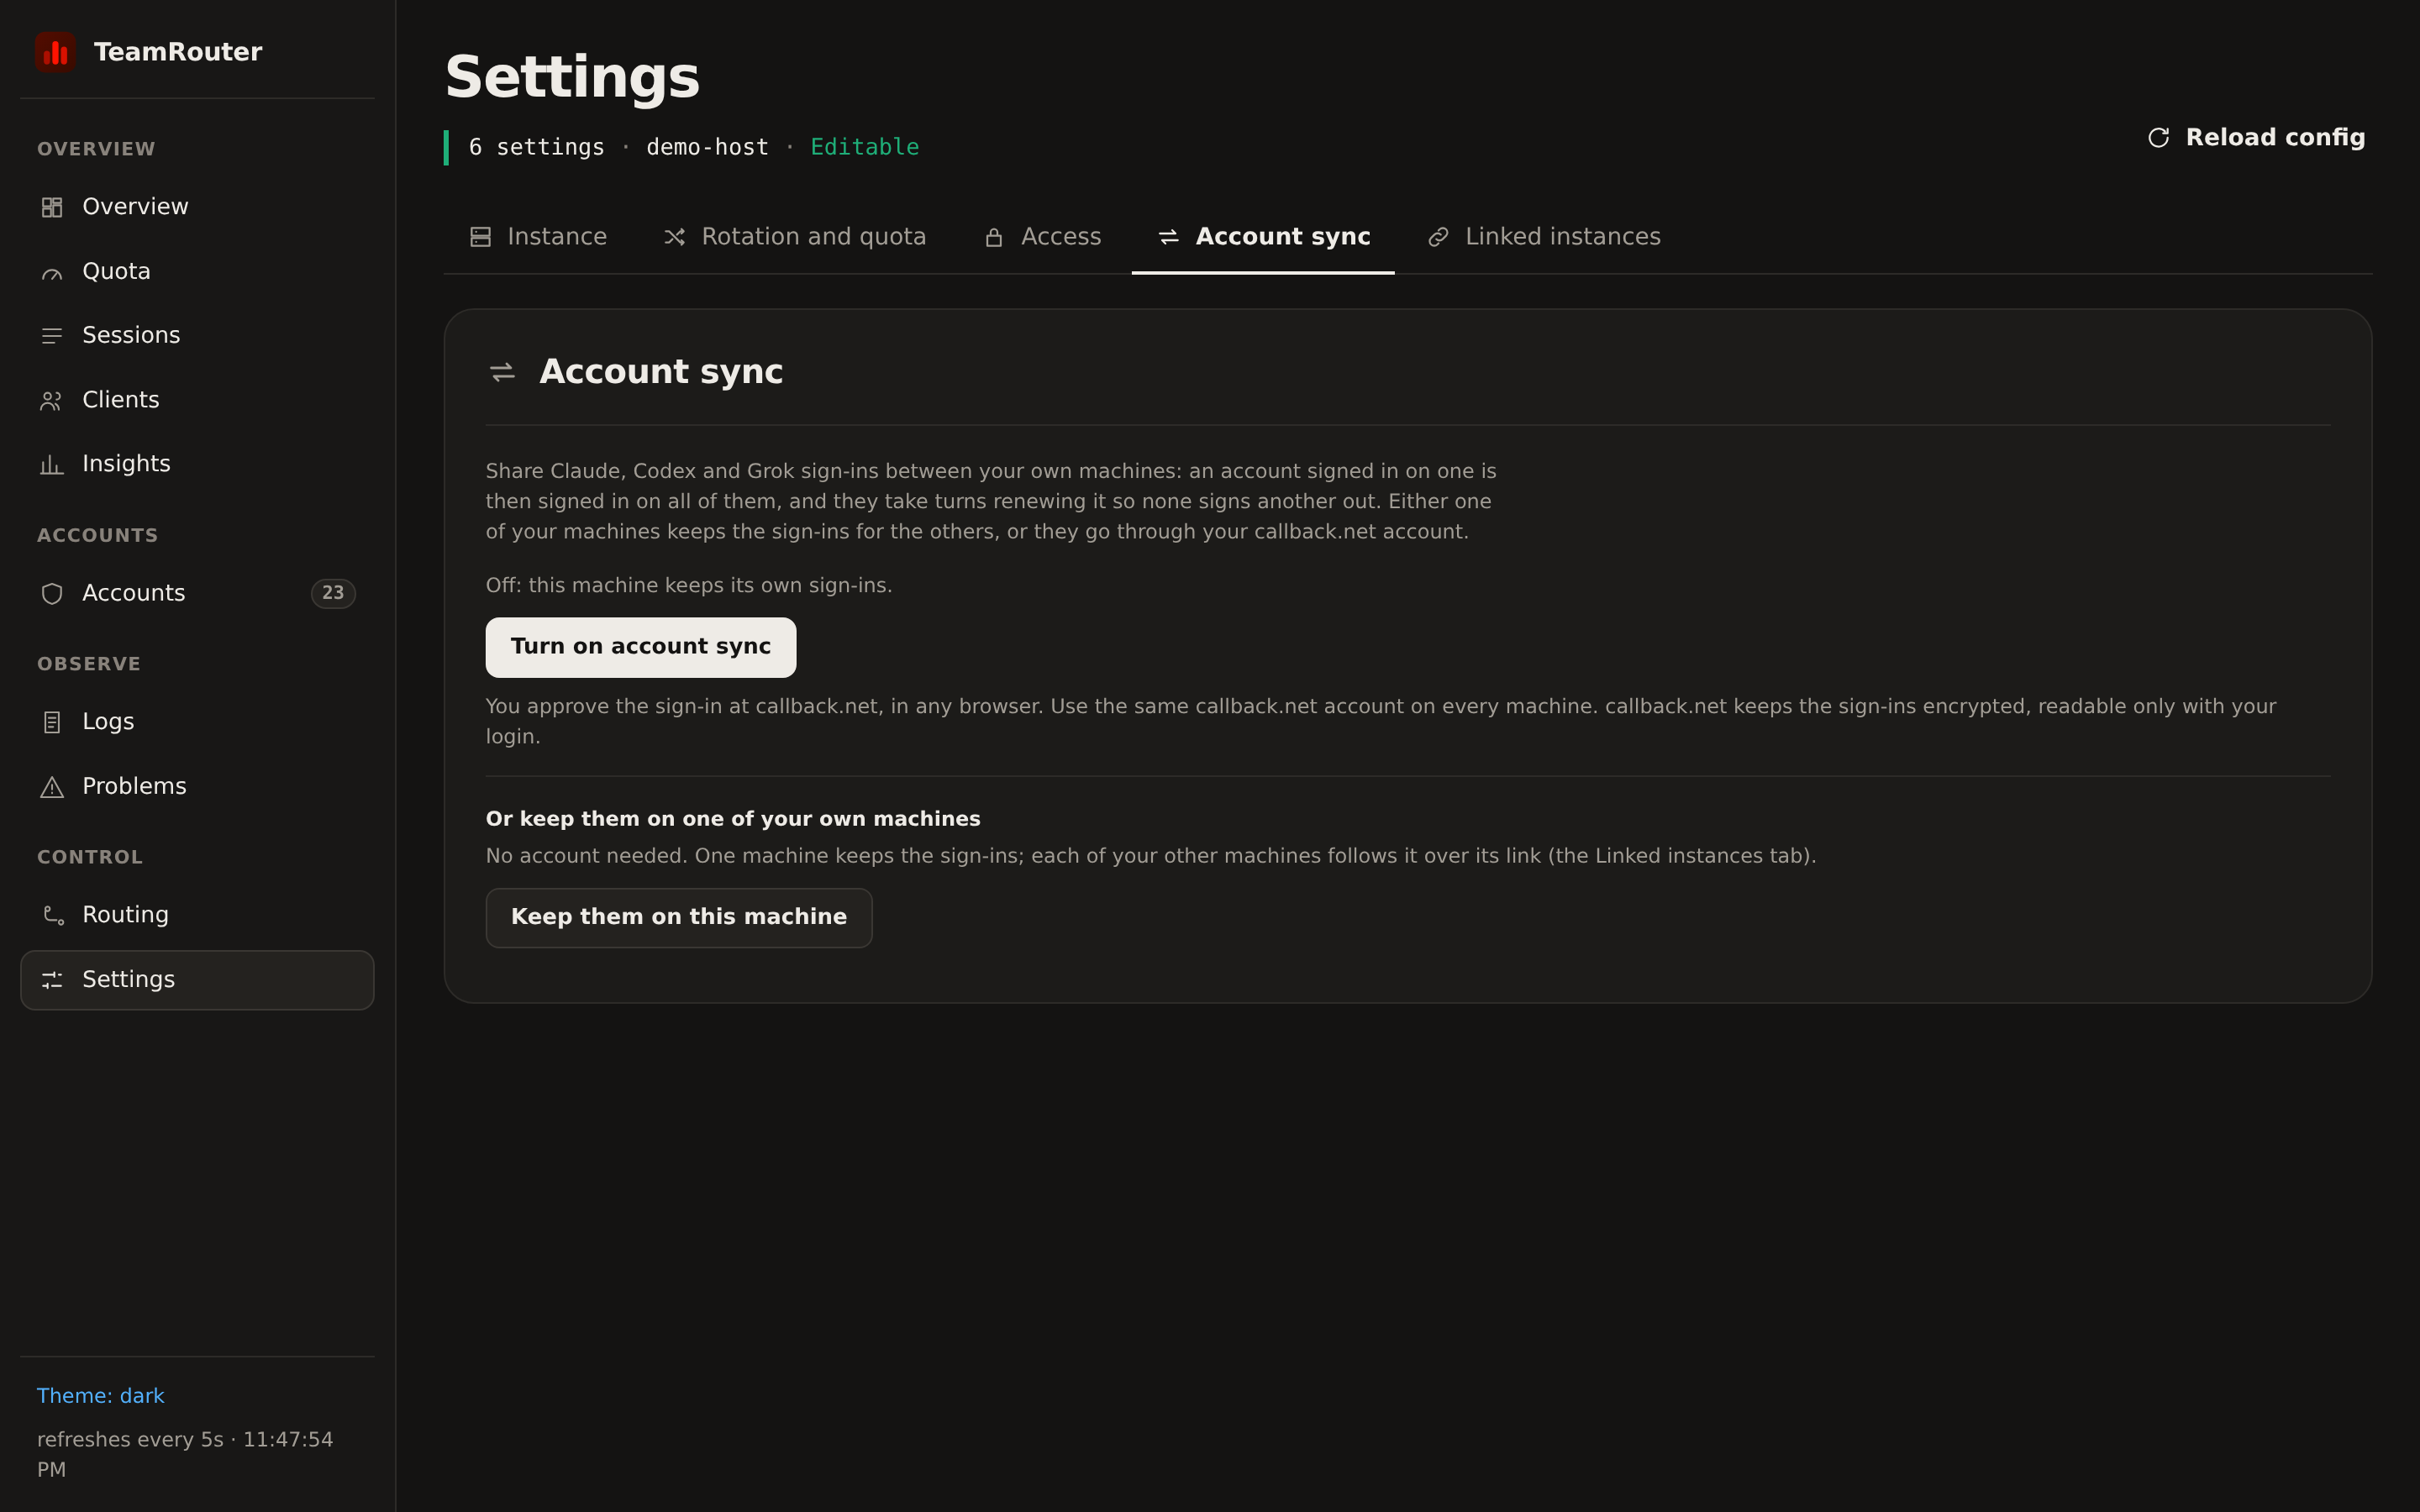 TeamRouter
OVERVIEW
Overview
Quota
Sessions
Clients
Insights
ACCOUNTS
Accounts 23
OBSERVE
Logs
Problems
CONTROL
Routing
Settings
Theme: dark
refreshes every 5s · 11:47:54
PM
Settings
6 settings · demo-host · Editable
Reload config
Instance Rotation and quota Access Account sync Linked instances
Account sync
Share Claude, Codex and Grok sign-ins between your own machines: an account signed in on one is
then signed in on all of them, and they take turns renewing it so none signs another out. Either one
of your machines keeps the sign-ins for the others, or they go through your callback.net account.
Off: this machine keeps its own sign-ins.
Turn on account sync
You approve the sign-in at callback.net, in any browser. Use the same callback.net account on every machine. callback.net keeps the sign-ins encrypted, readable only with your
login.
Or keep them on one of your own machines
No account needed. One machine keeps the sign-ins; each of your other machines follows it over its link (the Linked instances tab).
Keep them on this machine